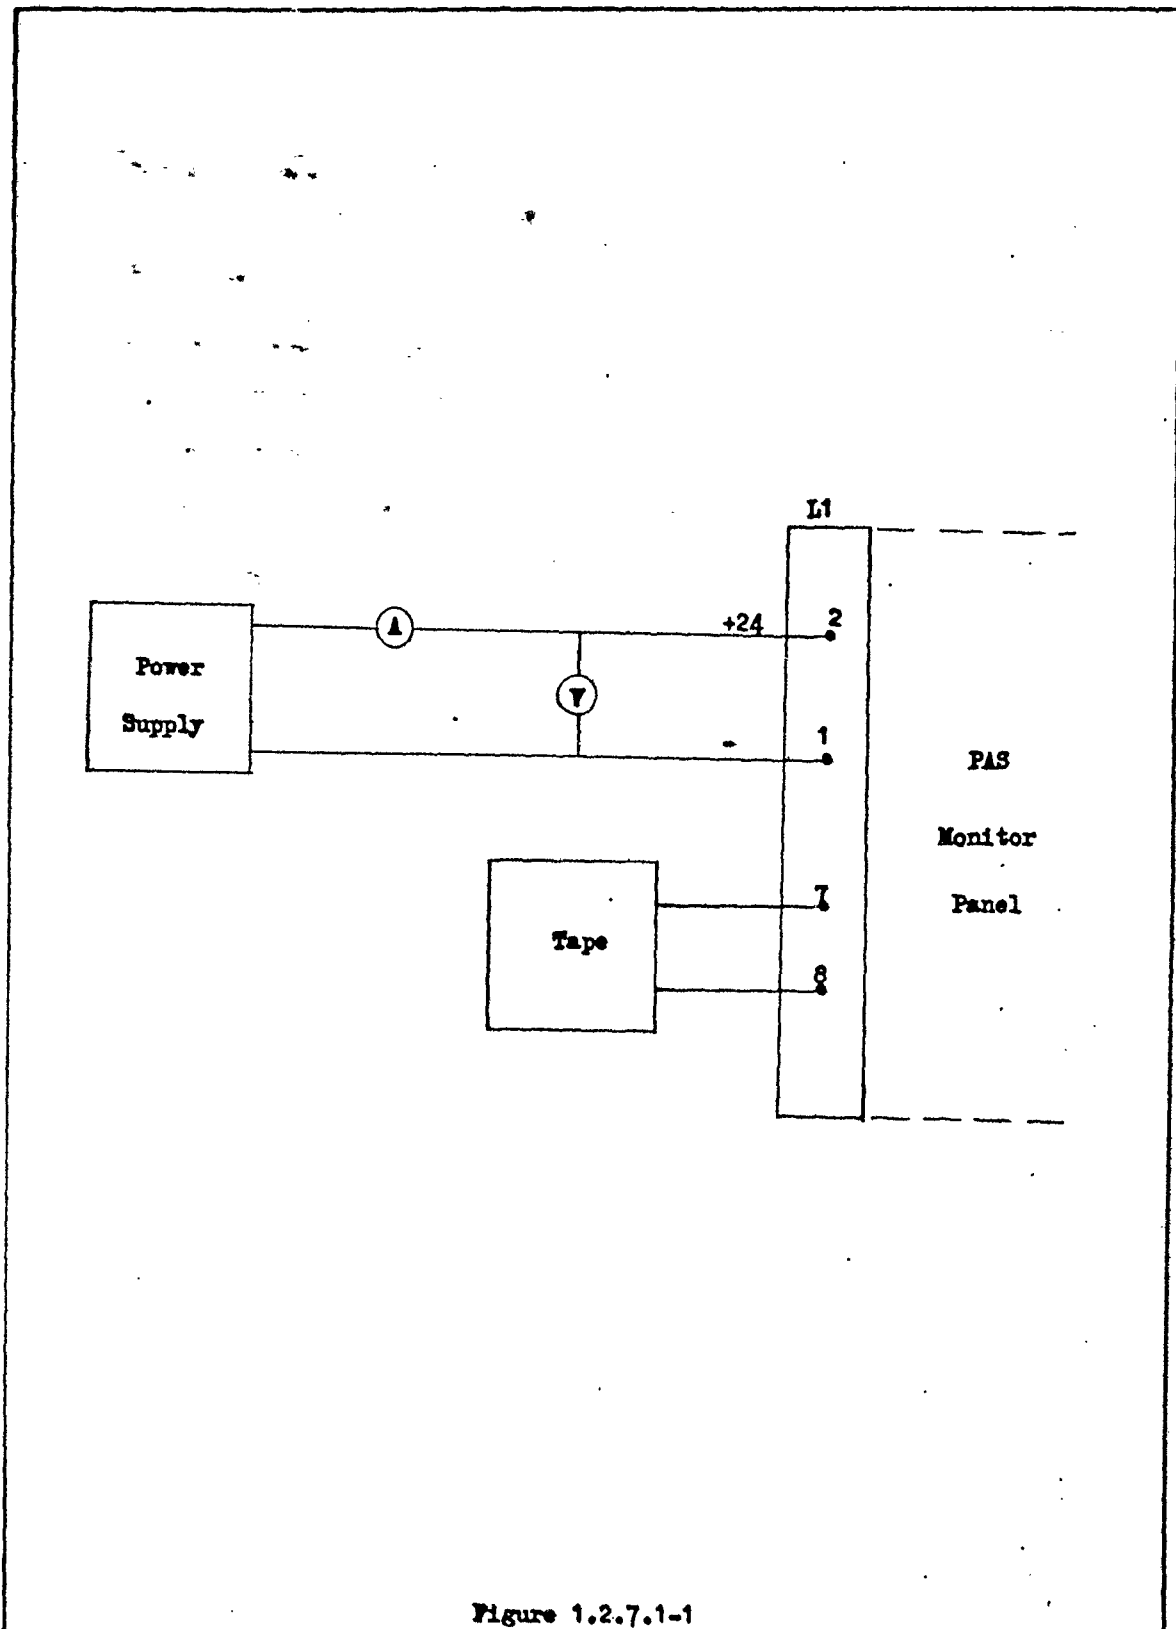 L1
A
+24
2
Power
Supply
V
-
1
PAS
Monitor
Panel
7
Tape
8
Figure 1.2.7.1-1